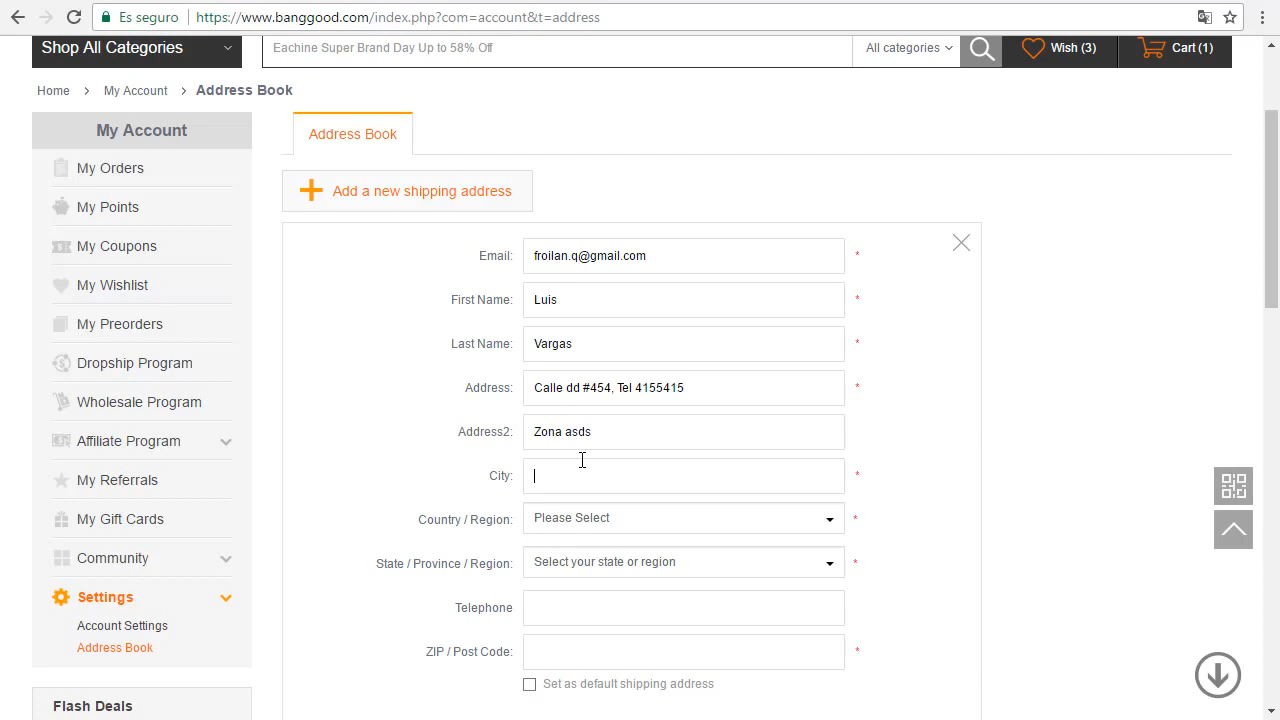 Es seguro https://www.banggood.com/index.php?com=account&t=address
Shop All Categories
Eachine Super Brand Day Up to 58% Off
All categories
Wish (3)
Cart (1)
Home > My Account > Address Book
My Account
My Orders
My Points
My Coupons
My Wishlist
My Preorders
Dropship Program
Wholesale Program
Affiliate Program
My Referrals
My Gift Cards
Community
Settings
Account Settings
Address Book
Flash Deals
Address Book
Add a new shipping address
Email: froilan.q@gmail.com *
First Name: Luis *
Last Name: Vargas *
Address: Calle dd #454, Tel 4155415 *
Address2: Zona asds
City: *
Country / Region: Please Select *
State / Province / Region: Select your state or region *
Telephone
ZIP / Post Code: *
Set as default shipping address